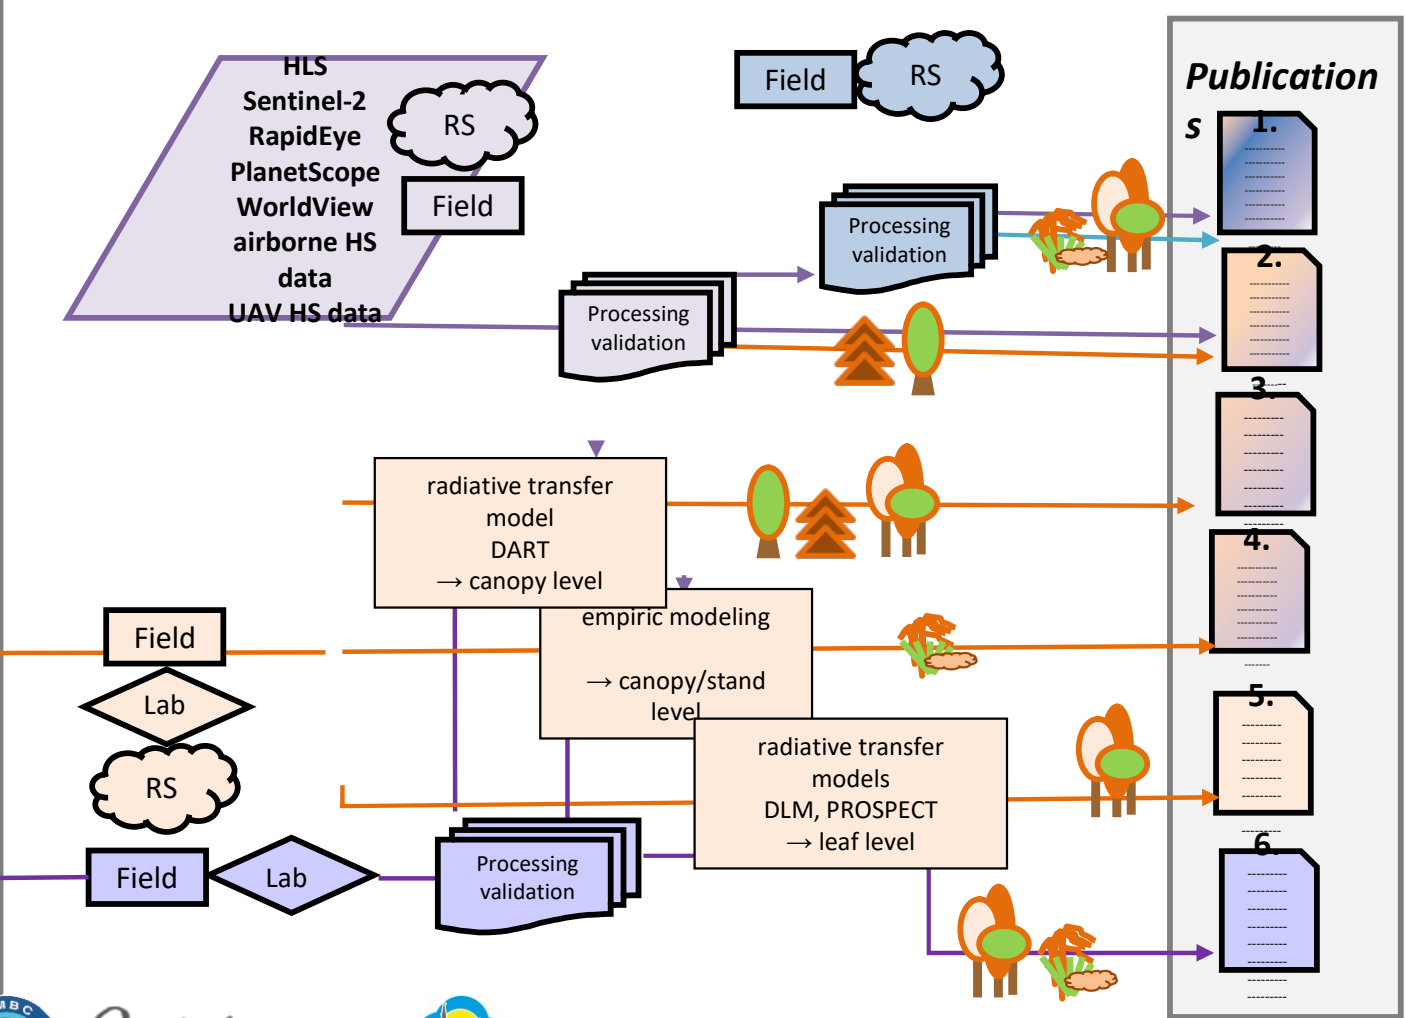 HLS
Sentinel-2
RapidEye
PlanetScope
WorldView
airborne HS
data
UAV HS data
RS
Field
Field
RS
Publication
s
1.
2.
3.
4.
5.
6.
Processing
validation
Processing
validation
radiative transfer
model
DART
→ canopy level
empiric modeling
→ canopy/stand
level
radiative transfer
models
DLM, PROSPECT
→ leaf level
Field
Lab
RS
Field
Lab
Processing
validation
MBC